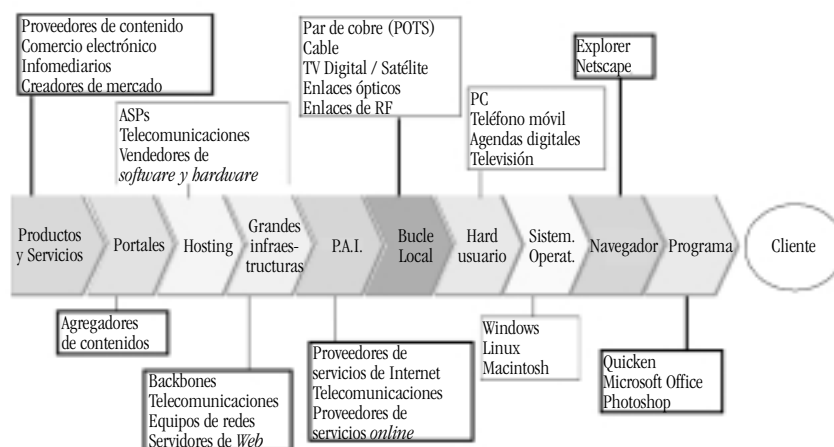 Proveedores de contenido
Comercio electrónico
Infomediarios
Creadores de mercado
ASPs
Telecomunicaciones
Vendedores de
software y hardware
Par de cobre (POTS)
Cable
TV Digital / Satélite
Enlaces ópticos
Enlaces de RF
PC
Teléfono móvil
Agendas digitales
Televisión
Explorer
Netscape
Productos
y Servicios
Portales
Hosting
Grandes
infraes-
tructuras
P.A.I.
Bucle
Local
Hard
usuario
Sistem.
Operat.
Navegador
Programa
Cliente
Agregadores
de contenidos
Backbones
Telecomunicaciones
Equipos de redes
Servidores de Web
Proveedores de
servicios de Internet
Telecomunicaciones
Proveedores de
servicios online
Windows
Linux
Macintosh
Quicken
Microsoft Office
Photoshop